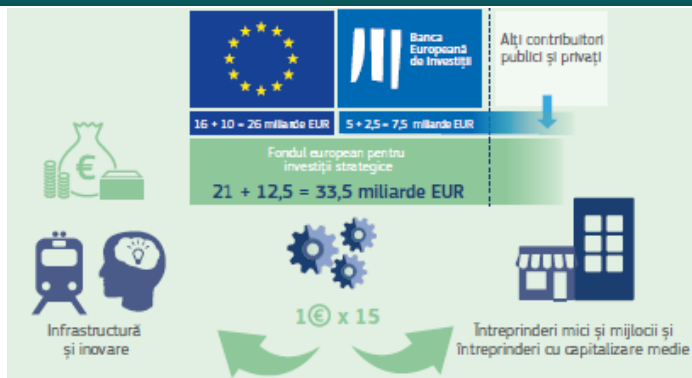 Banca
Europeană
de Investiții
Alți contribuitori
publici și privați
16 + 10 = 26 miliarde EUR
5 + 2,5 = 7,5 miliarde EUR
Fondul european pentru
investiții strategice
21 + 12,5 = 33,5 miliarde EUR
€
1€ x 15
Infrastructură
și inovare
Întreprinderi mici și mijlocii și
întreprinderi cu capitalizare medie